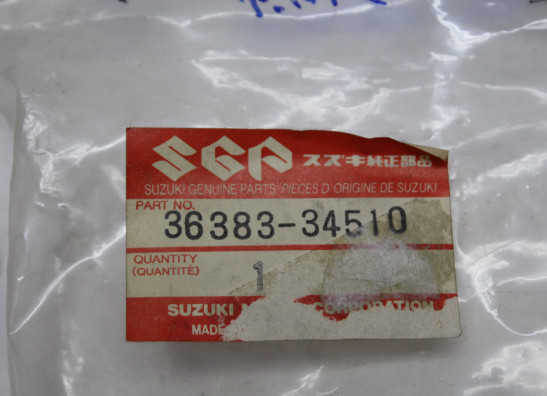 SGP スズキ純正部品
SUZUKI GENUINE PARTS/PIECES D'ORIGINE DE SUZUKI
PART NO.
36383-34510
QUANTITY
(QUANTITÉ)
1
SUZUKI CORPORATION
MADE